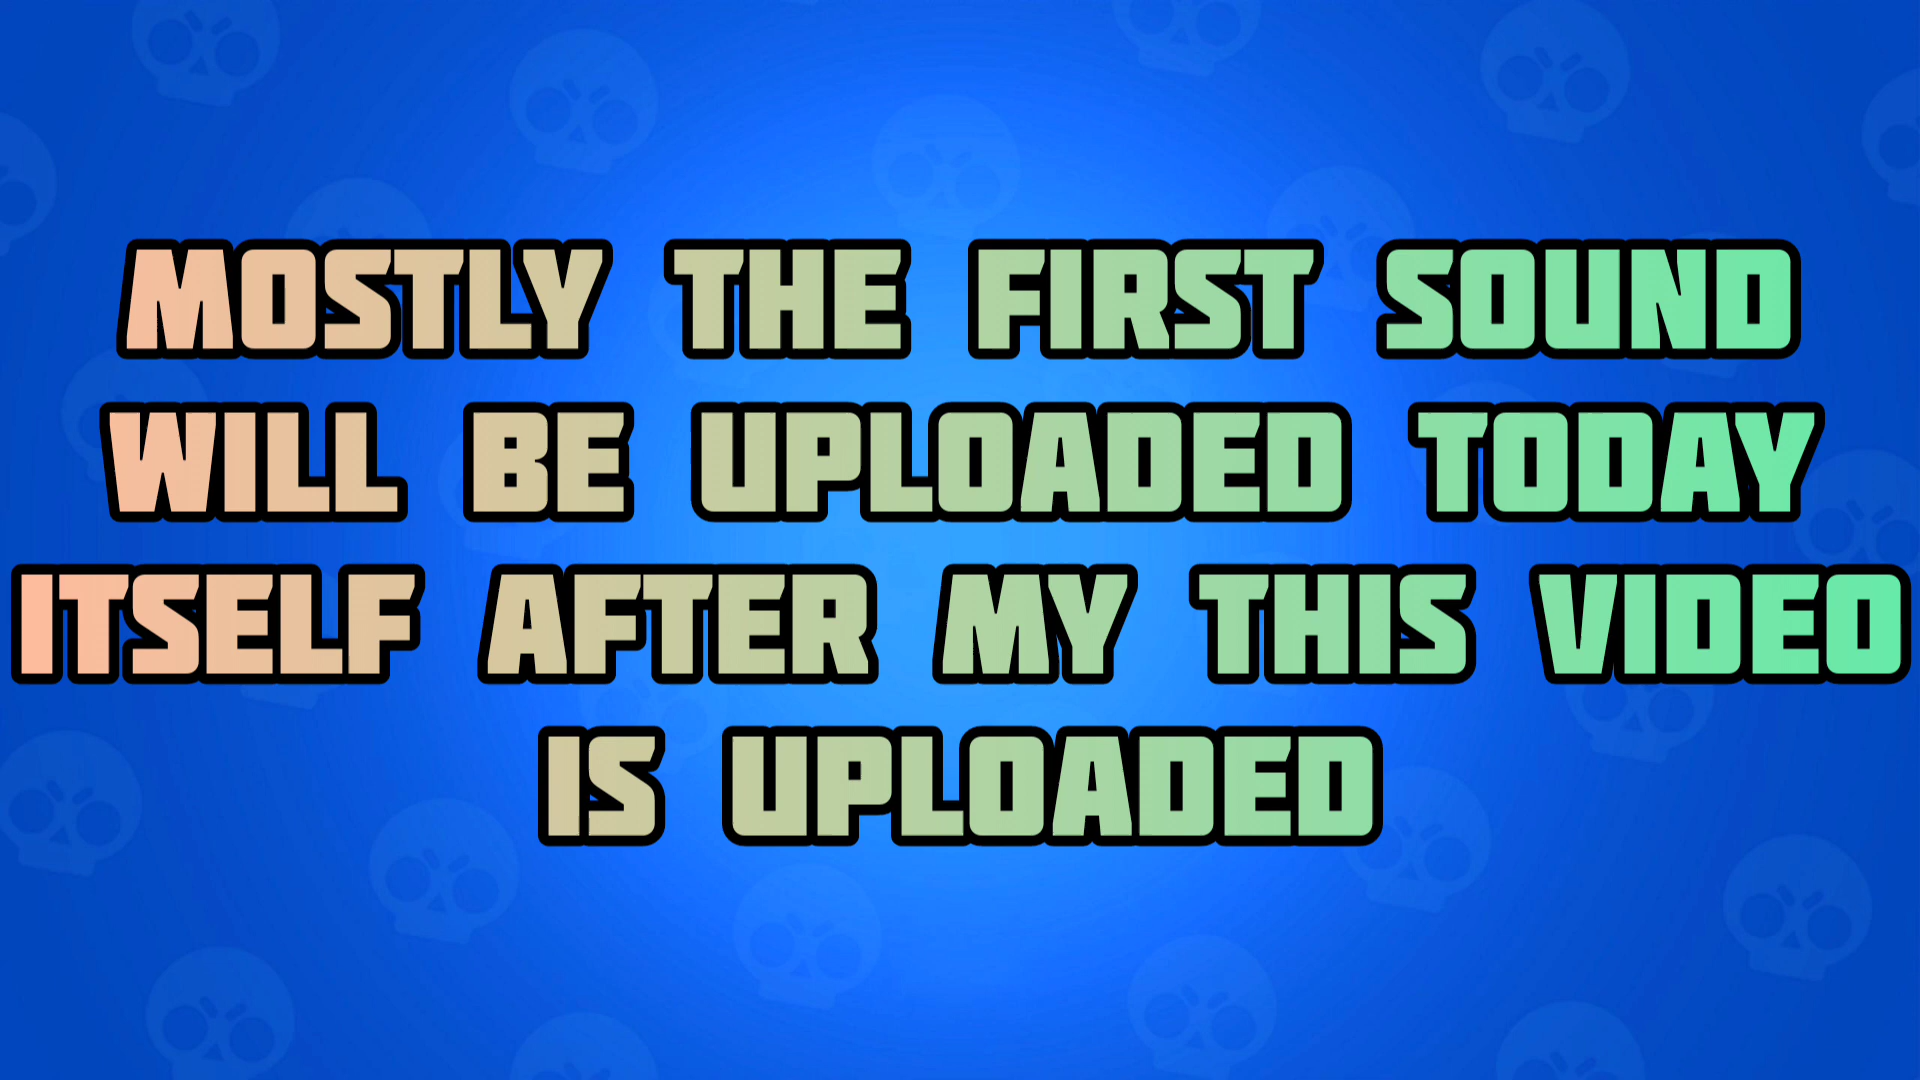 MOSTLY THE FIRST SOUND
WILL BE UPLOADED TODAY
ITSELF AFTER MY THIS VIDEO
IS UPLOADED